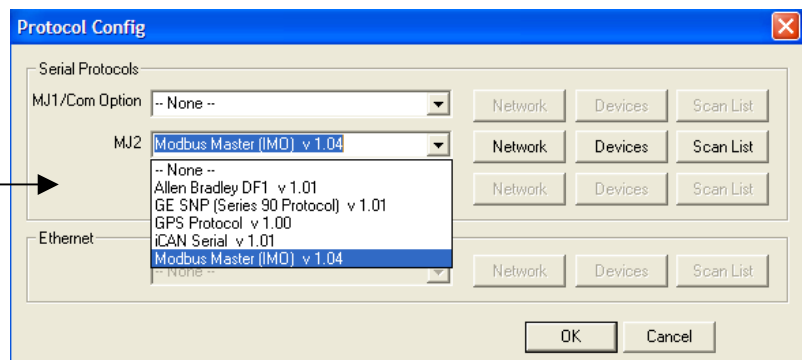 Protocol Config
Serial Protocols
MJ1/Com Option -- None -- Network Devices Scan List
MJ2 Modbus Master (IMO) v 1.04 Network Devices Scan List
-- None --
Allen Bradley DF1 v 1.01
Network Devices Scan List
GE SNP (Series 90 Protocol) v 1.01
GPS Protocol v 1.00
iCAN Serial v 1.01
Ethernet
Modbus Master (IMO) v 1.04
-- None -- Network Devices Scan List
OK Cancel